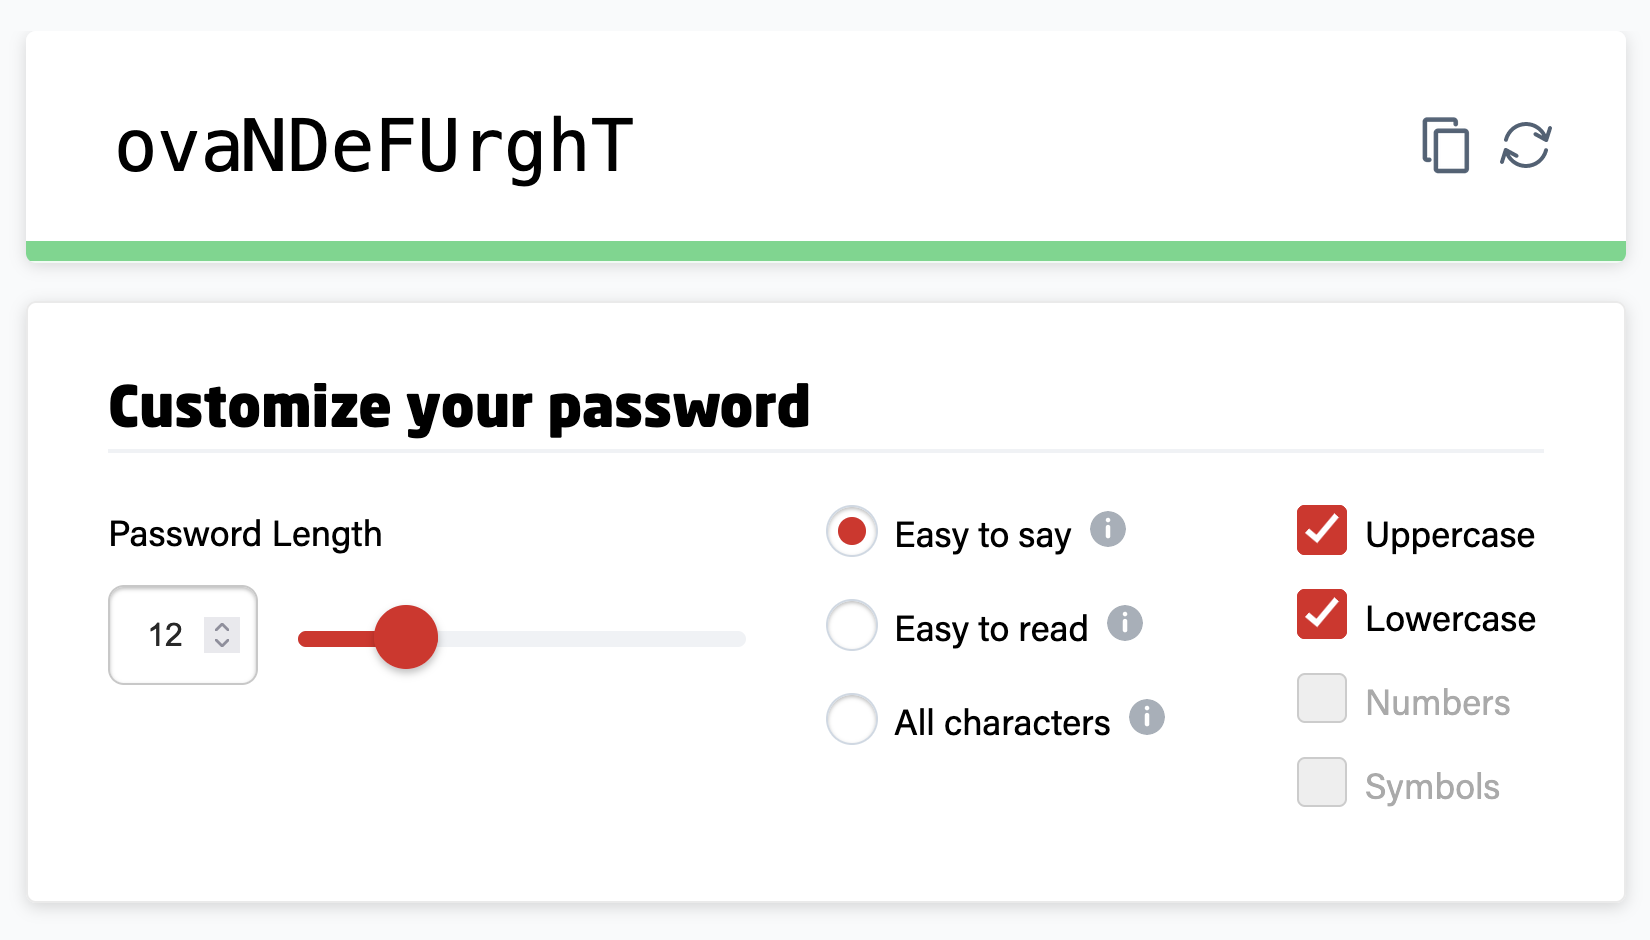 ovaNDeFUrghT
Customize your password
Password Length
12
Easy to say
Easy to read
All characters
Uppercase
Lowercase
Numbers
Symbols